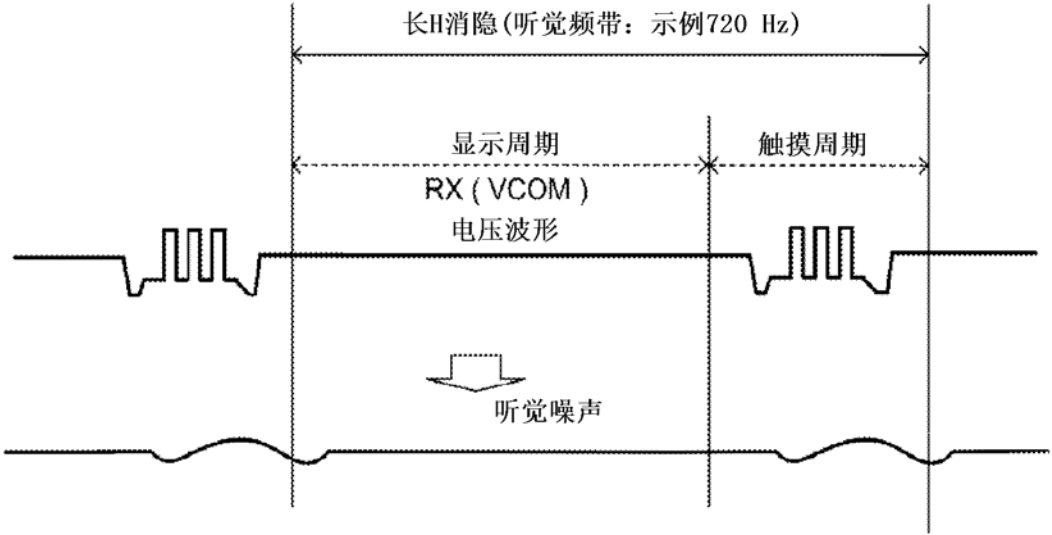 长H消隐(听觉频带：示例720 Hz)
显示周期
触摸周期
RX ( VCOM )
电压波形
听觉噪声